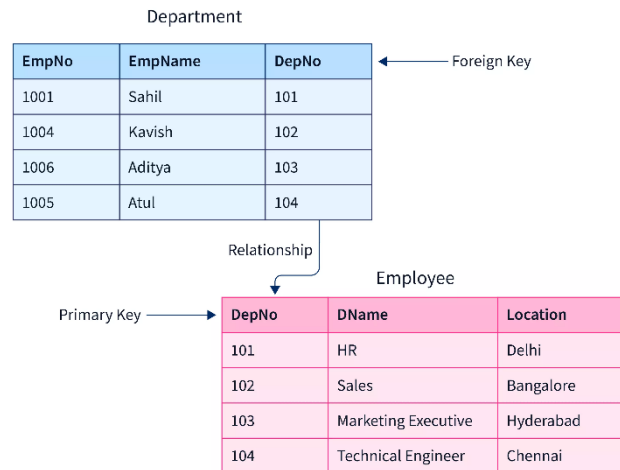 Department
EmpNo EmpName DepNo
Foreign Key
1001 Sahil 101
1004 Kavish 102
1006 Aditya 103
1005 Atul 104
Relationship
Employee
Primary Key
DepNo DName Location
101 HR Delhi
102 Sales Bangalore
103 Marketing Executive Hyderabad
104 Technical Engineer Chennai